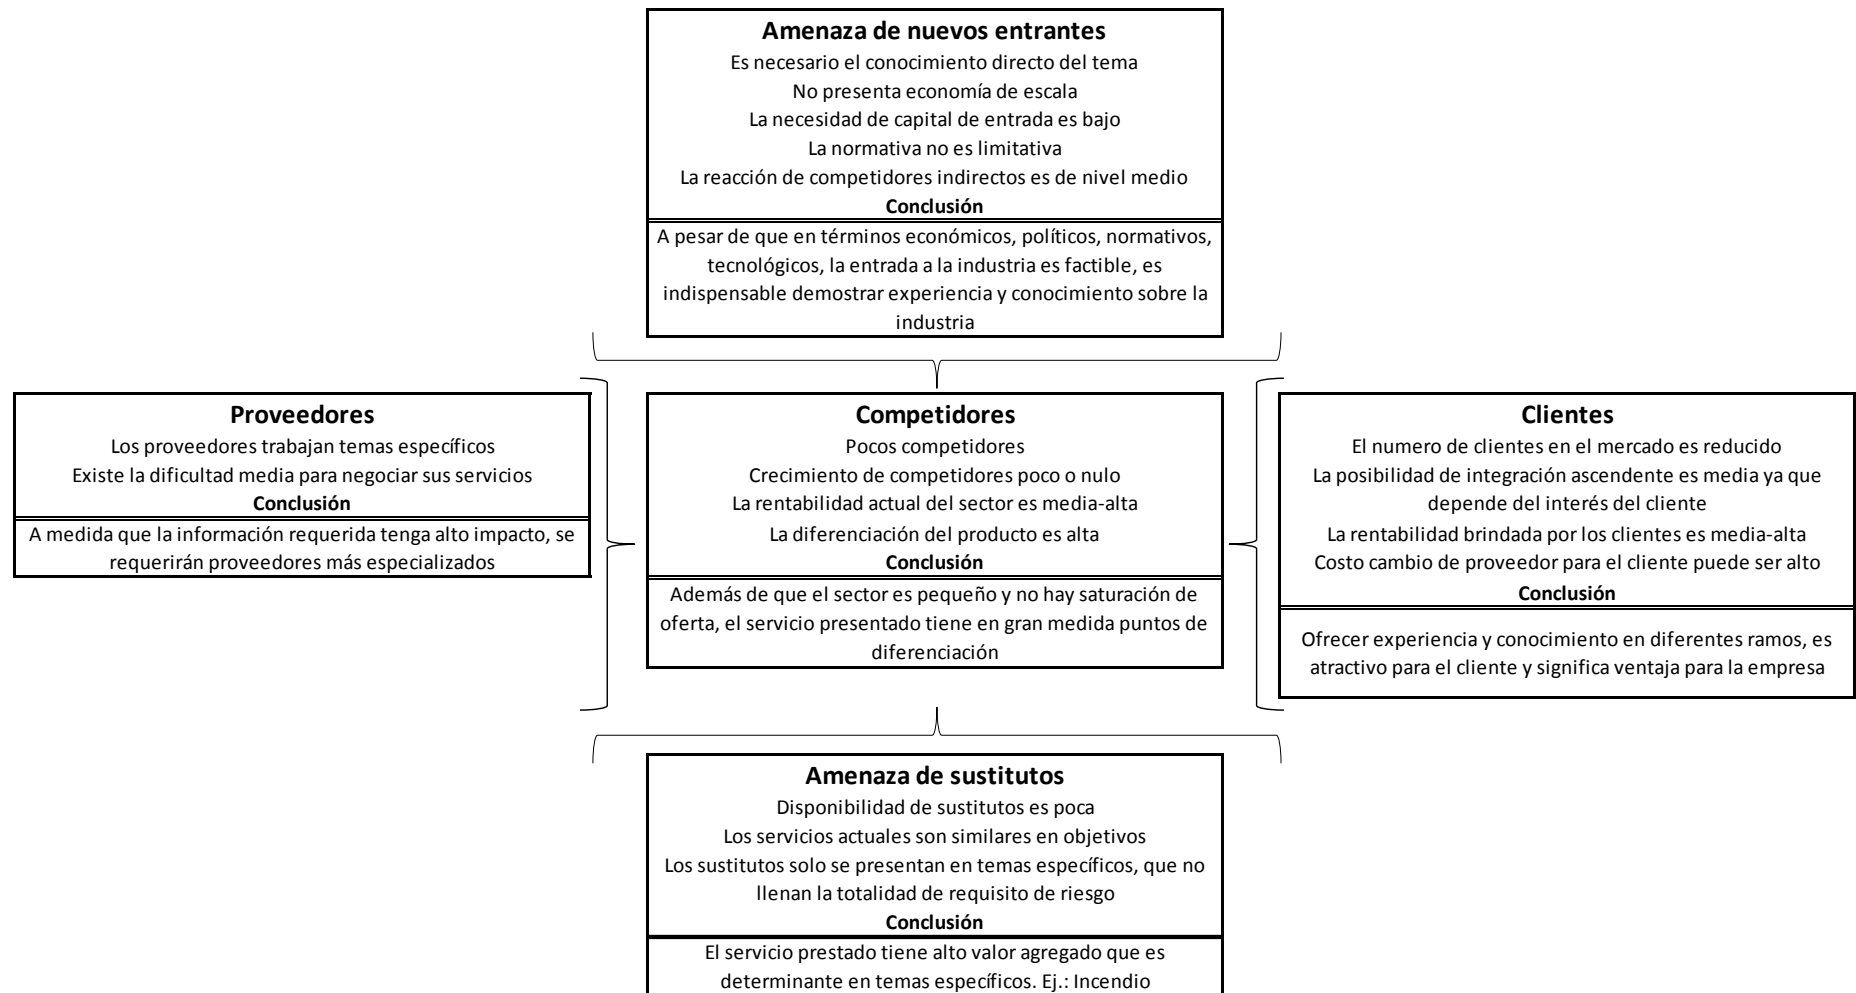 Amenaza de nuevos entrantes
Es necesario el conocimiento directo del tema
No presenta economía de escala
La necesidad de capital de entrada es bajo
La normativa no es limitativa
La reacción de competidores indirectos es de nivel medio
Conclusión
A pesar de que en términos económicos, políticos, normativos,
tecnológicos, la entrada a la industria es factible, es
indispensable demostrar experiencia y conocimiento sobre la
industria
Proveedores
Los proveedores trabajan temas específicos
Existe la dificultad media para negociar sus servicios
Conclusión
A medida que la información requerida tenga alto impacto, se
requerirán proveedores más especializados
Competidores
Pocos competidores
Crecimiento de competidores poco o nulo
La rentabilidad actual del sector es media-alta
La diferenciación del producto es alta
Conclusión
Además de que el sector es pequeño y no hay saturación de
oferta, el servicio presentado tiene en gran medida puntos de
diferenciación
Clientes
El numero de clientes en el mercado es reducido
La posibilidad de integración ascendente es media ya que
depende del interés del cliente
La rentabilidad brindada por los clientes es media-alta
Costo cambio de proveedor para el cliente puede ser alto
Conclusión
Ofrecer experiencia y conocimiento en diferentes ramos, es
atractivo para el cliente y significa ventaja para la empresa
Amenaza de sustitutos
Disponibilidad de sustitutos es poca
Los servicios actuales son similares en objetivos
Los sustitutos solo se presentan en temas específicos, que no
llenan la totalidad de requisito de riesgo
Conclusión
El servicio prestado tiene alto valor agregado que es
determinante en temas específicos. Ej.: Incendio